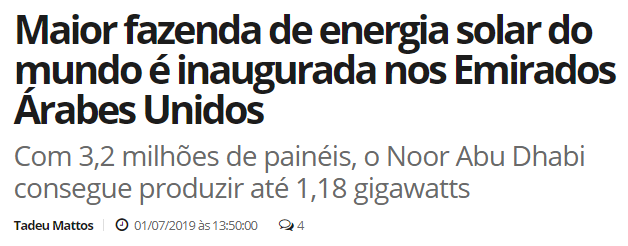 Maior fazenda de energia solar do
mundo é inaugurada nos Emirados
Árabes Unidos
Com 3,2 milhões de painéis, o Noor Abu Dhabi
consegue produzir até 1,18 gigawatts
Tadeu Mattos 01/07/2019 às 13:50:00 4